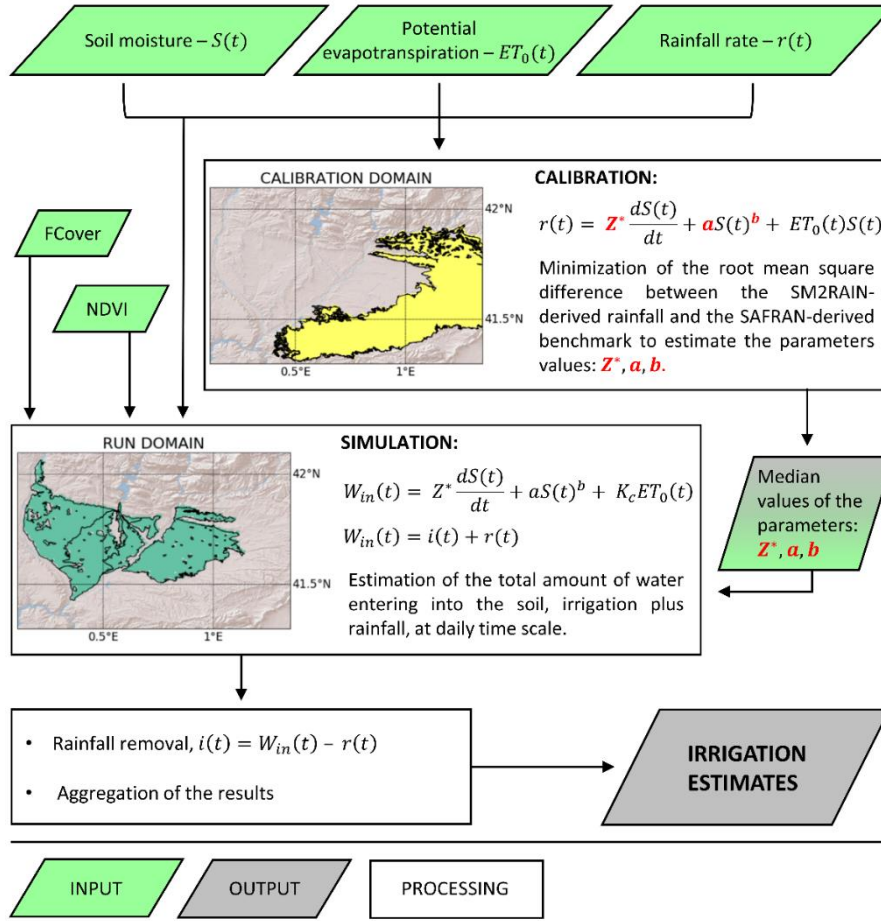 Soil moisture – S(t)
Potential
evapotranspiration – ET₀(t)
Rainfall rate – r(t)
CALIBRATION DOMAIN
42°N
41.5°N
0.5°E
1°E
CALIBRATION:
r(t) = Z* dS(t)/dt + aS(t)ᵇ + ET₀(t)S(t)
Minimization of the root mean square
difference between the SM2RAIN-
derived rainfall and the SAFRAN-derived
benchmark to estimate the parameters
values: Z*, a, b.
FCover
NDVI
RUN DOMAIN
42°N
41.5°N
0.5°E
1°E
SIMULATION:
W_in(t) = Z* dS(t)/dt + aS(t)ᵇ + K_cET₀(t)
W_in(t) = i(t) + r(t)
Estimation of the total amount of water
entering into the soil, irrigation plus
rainfall, at daily time scale.
Median
values of the
parameters:
Z*, a, b
• Rainfall removal, i(t) = W_in(t) – r(t)
• Aggregation of the results
IRRIGATION
ESTIMATES
INPUT
OUTPUT
PROCESSING